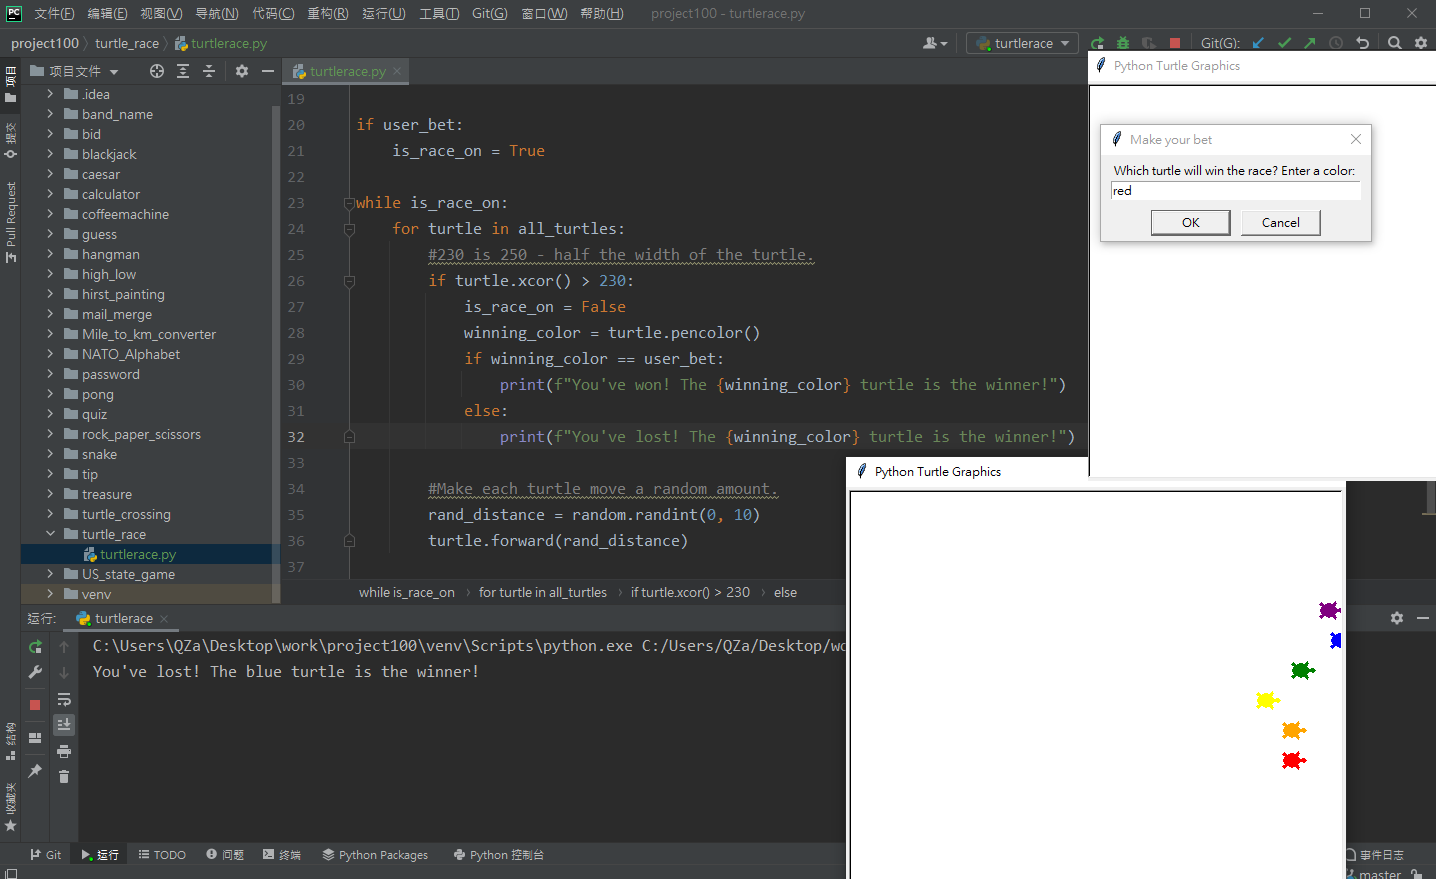 PC 文件(F) 编辑(E) 视图(V) 导航(N) 代码(C) 重构(R) 运行(U) 工具(T) Git(G) 窗口(W) 帮助(H) project100 - turtlerace.py
project100 turtle_race turtlerace.py
turtlerace
Git(G):
项目
提交
Pull Request
结构
收藏夹
项目文件
.idea
band_name
bid
blackjack
caesar
calculator
coffeemachine
guess
hangman
high_low
hirst_painting
mail_merge
Mile_to_km_converter
NATO_Alphabet
password
pong
quiz
rock_paper_scissors
snake
tip
treasure
turtle_crossing
turtle_race
turtlerace.py
US_state_game
venv
turtlerace.py
19
20 if user_bet:
21 is_race_on = True
22
23 while is_race_on:
24 for turtle in all_turtles:
25 #230 is 250 - half the width of the turtle.
26 if turtle.xcor() > 230:
27 is_race_on = False
28 winning_color = turtle.pencolor()
29 if winning_color == user_bet:
30 print(f"You've won! The {winning_color} turtle is the winner!")
31 else:
32 print(f"You've lost! The {winning_color} turtle is the winner!")
33
34 #Make each turtle move a random amount.
35 rand_distance = random.randint(0, 10)
36 turtle.forward(rand_distance)
37
while is_race_on for turtle in all_turtles if turtle.xcor() > 230 else
Python Turtle Graphics
Make your bet
Which turtle will win the race? Enter a color:
red
OK Cancel
Python Turtle Graphics
运行: turtlerace
C:\Users\QZa\Desktop\work\project100\venv\Scripts\python.exe C:/Users/QZa/Desktop/wo
You've lost! The blue turtle is the winner!
Git 运行 TODO 问题 终端 Python Packages Python 控制台 事件日志
master